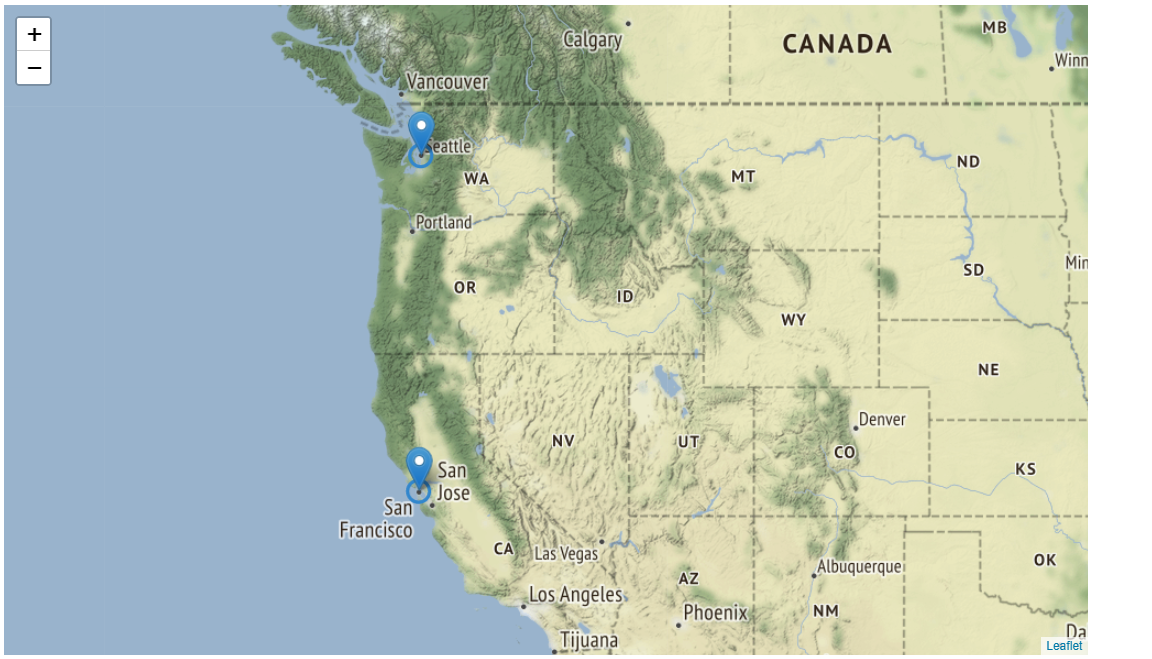 +
−
Calgary
CANADA
MB
Winn
Vancouver
Seattle
WA
MT
ND
Portland
OR
ID
SD
Min
WY
NE
Denver
NV
UT
CO
KS
San
Jose
San
Francisco
CA
Las Vegas
AZ
Albuquerque
OK
Los Angeles
Phoenix
NM
Tijuana
Da
Leaflet